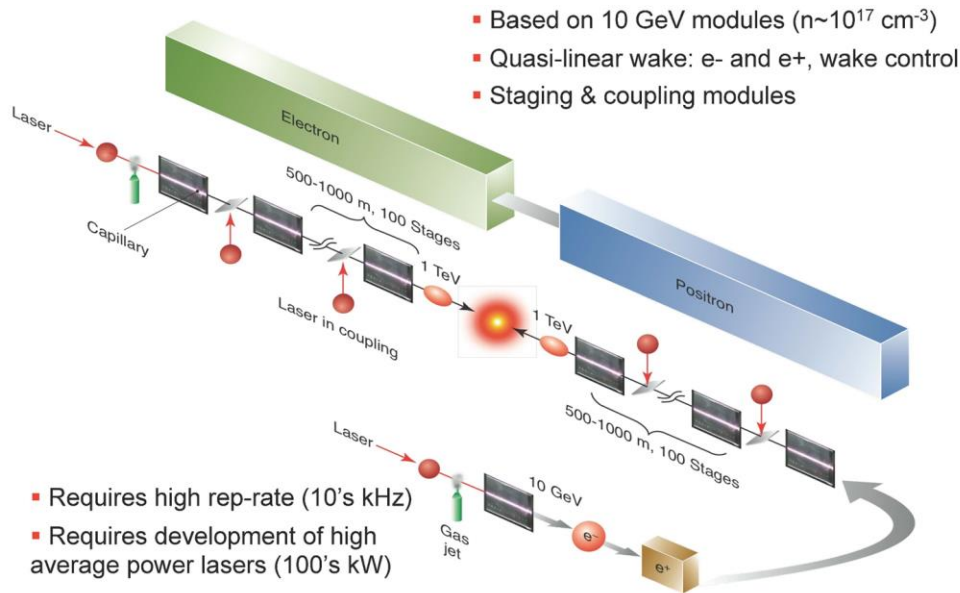 ▪ Based on 10 GeV modules (n~10¹⁷ cm⁻³)
▪ Quasi-linear wake: e- and e+, wake control
▪ Staging & coupling modules
Laser
Electron
500-1000 m, 100 Stages
Capillary
1 TeV
Positron
Laser in coupling
1 TeV
500-1000 m, 100 Stages
Laser
10 GeV
▪ Requires high rep-rate (10's kHz)
▪ Requires development of high
average power lasers (100's kW)
Gas
jet
e⁻
e⁺